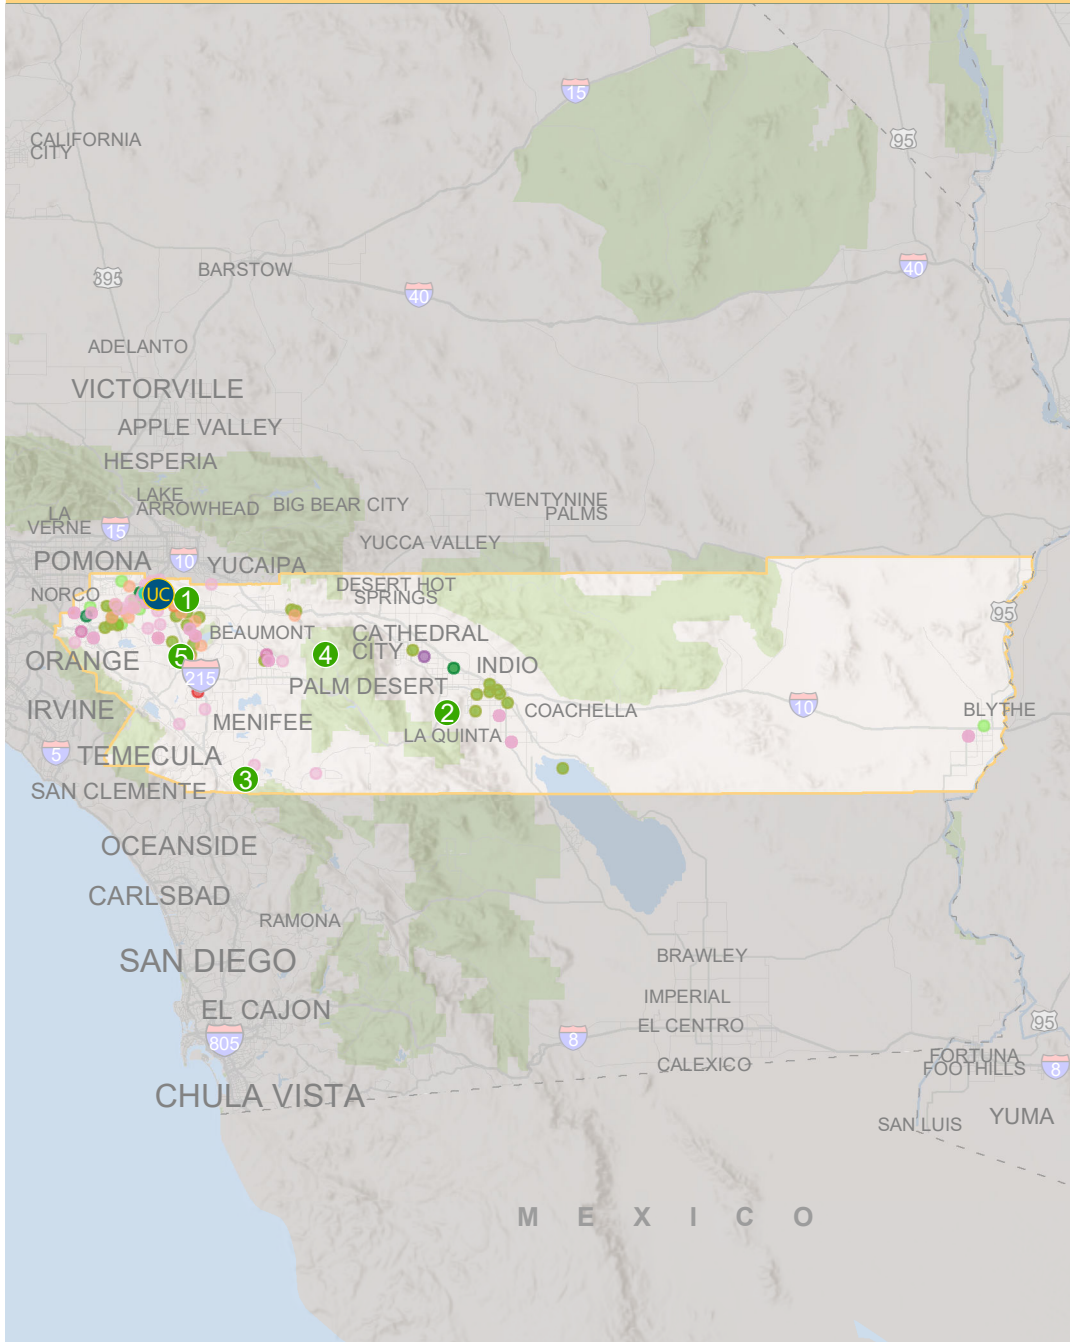 15
95
CALIFORNIA
CITY
BARSTOW
395
40
40
ADELANTO
VICTORVILLE
APPLE VALLEY
HESPERIA
LAKE
ARROWHEAD
BIG BEAR CITY
TWENTYNINE
PALMS
LA
VERNE
15
YUCCA VALLEY
POMONA
10
YUCAIPA
DESERT HOT
SPRINGS
NORCO
UC
1
95
BEAUMONT
CATHEDRAL
CITY
ORANGE
5
4
INDIO
215
PALM DESERT
IRVINE
MENIFEE
2
COACHELLA
10
BLYTHE
LA QUINTA
5
TEMECULA
3
SAN CLEMENTE
OCEANSIDE
CARLSBAD
RAMONA
SAN DIEGO
BRAWLEY
IMPERIAL
EL CAJON
EL CENTRO
95
805
8
CALEXICO
FORTUNA
FOOTHILLS
8
CHULA VISTA
SAN LUIS
YUMA
MEXICO